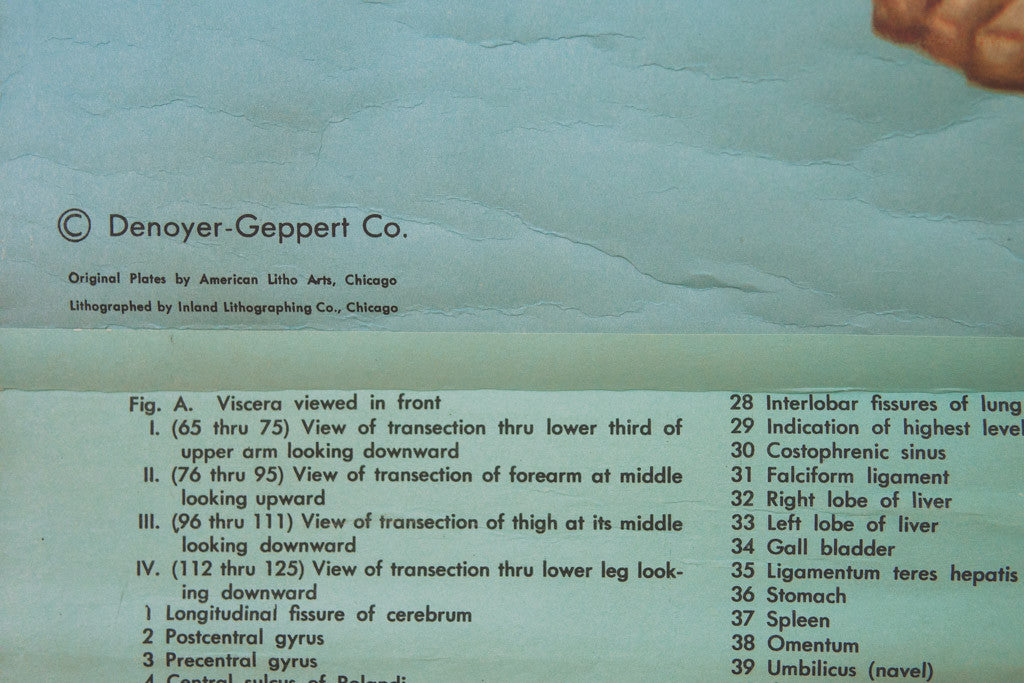 © Denoyer-Geppert Co.
Original Plates by American Litho Arts, Chicago
Lithographed by Inland Lithographing Co., Chicago
Fig. A. Viscera viewed in front
I. (65 thru 75) View of transection thru lower third of
upper arm looking downward
II. (76 thru 95) View of transection of forearm at middle
looking upward
III. (96 thru 111) View of transection of thigh at its middle
looking downward
IV. (112 thru 125) View of transection thru lower leg look-
ing downward
1 Longitudinal fissure of cerebrum
2 Postcentral gyrus
3 Precentral gyrus
4 Central sulcus of Rolandi
28 Interlobar fissures of lung
29 Indication of highest level
30 Costophrenic sinus
31 Falciform ligament
32 Right lobe of liver
33 Left lobe of liver
34 Gall bladder
35 Ligamentum teres hepatis
36 Stomach
37 Spleen
38 Omentum
39 Umbilicus (navel)